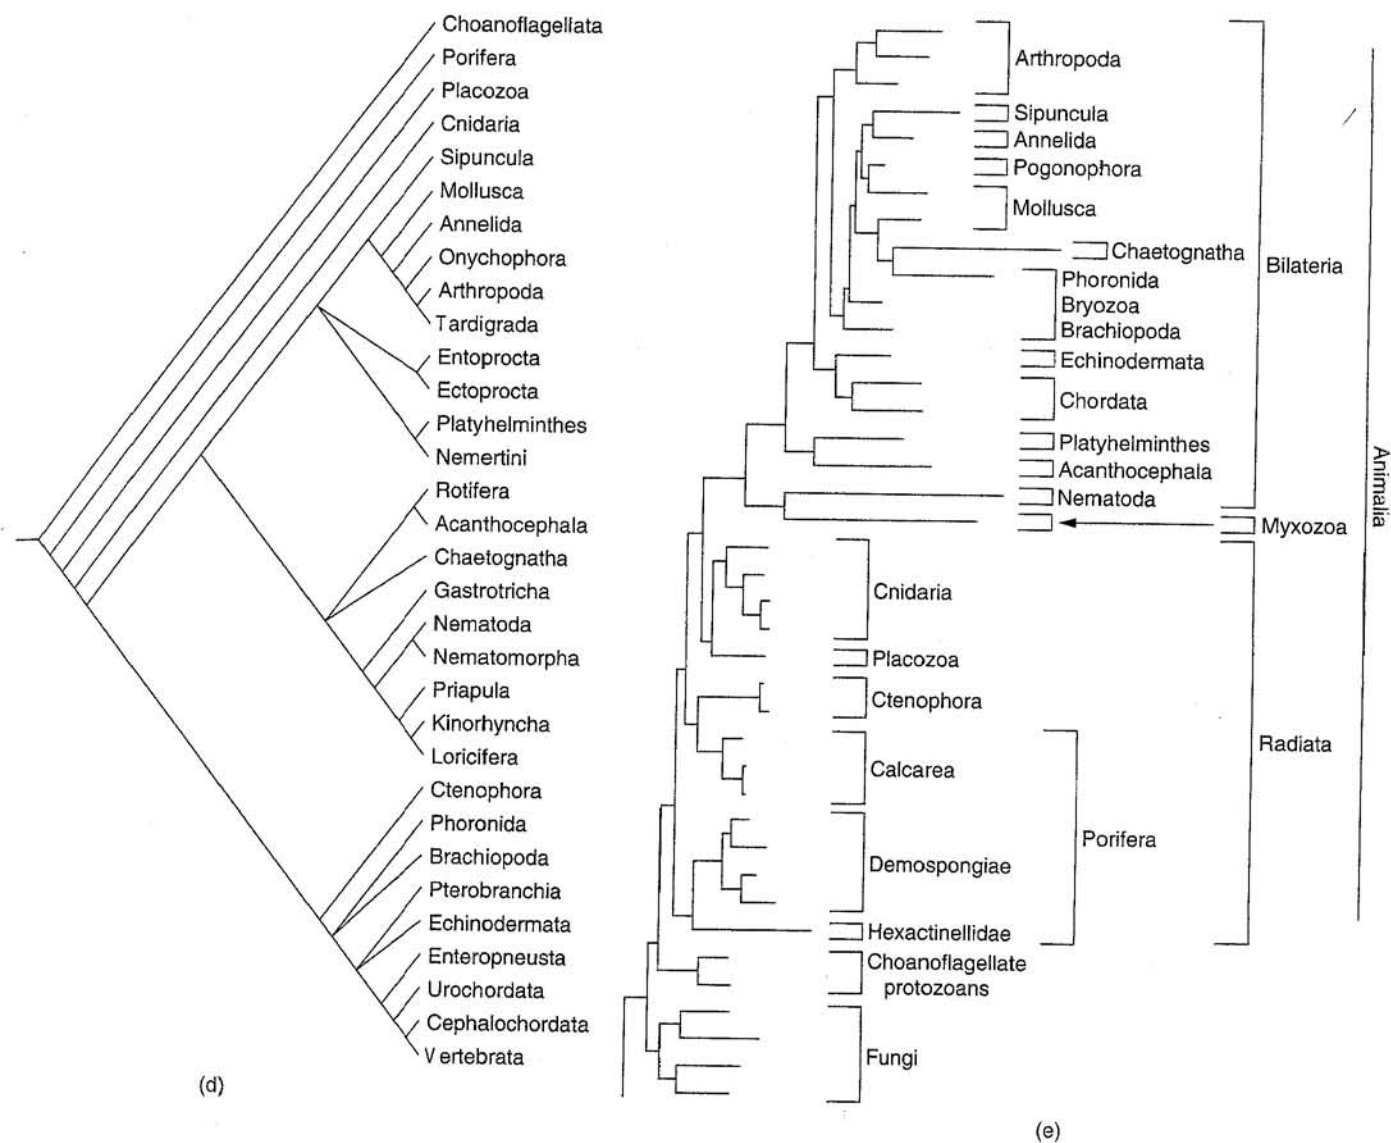 Choanoflagellata
Porifera
Placozoa
Cnidaria
Sipuncula
Mollusca
Annelida
Onychophora
Arthropoda
Tardigrada
Entoprocta
Ectoprocta
Platyhelminthes
Nemertini
Rotifera
Acanthocephala
Chaetognatha
Gastrotricha
Nematoda
Nematomorpha
Priapula
Kinorhyncha
Loricifera
Ctenophora
Phoronida
Brachiopoda
Pterobranchia
Echinodermata
Enteropneusta
Urochordata
Cephalochordata
Vertebrata
(d)
Arthropoda
Sipuncula
Annelida
Pogonophora
Mollusca
Chaetognatha
Phoronida
Bryozoa
Brachiopoda
Echinodermata
Chordata
Platyhelminthes
Acanthocephala
Nematoda
Myxozoa
Cnidaria
Placozoa
Ctenophora
Calcarea
Demospongiae
Hexactinellidae
Choanoflagellate
protozoans
Fungi
Porifera
Bilateria
Radiata
Animalia
(e)